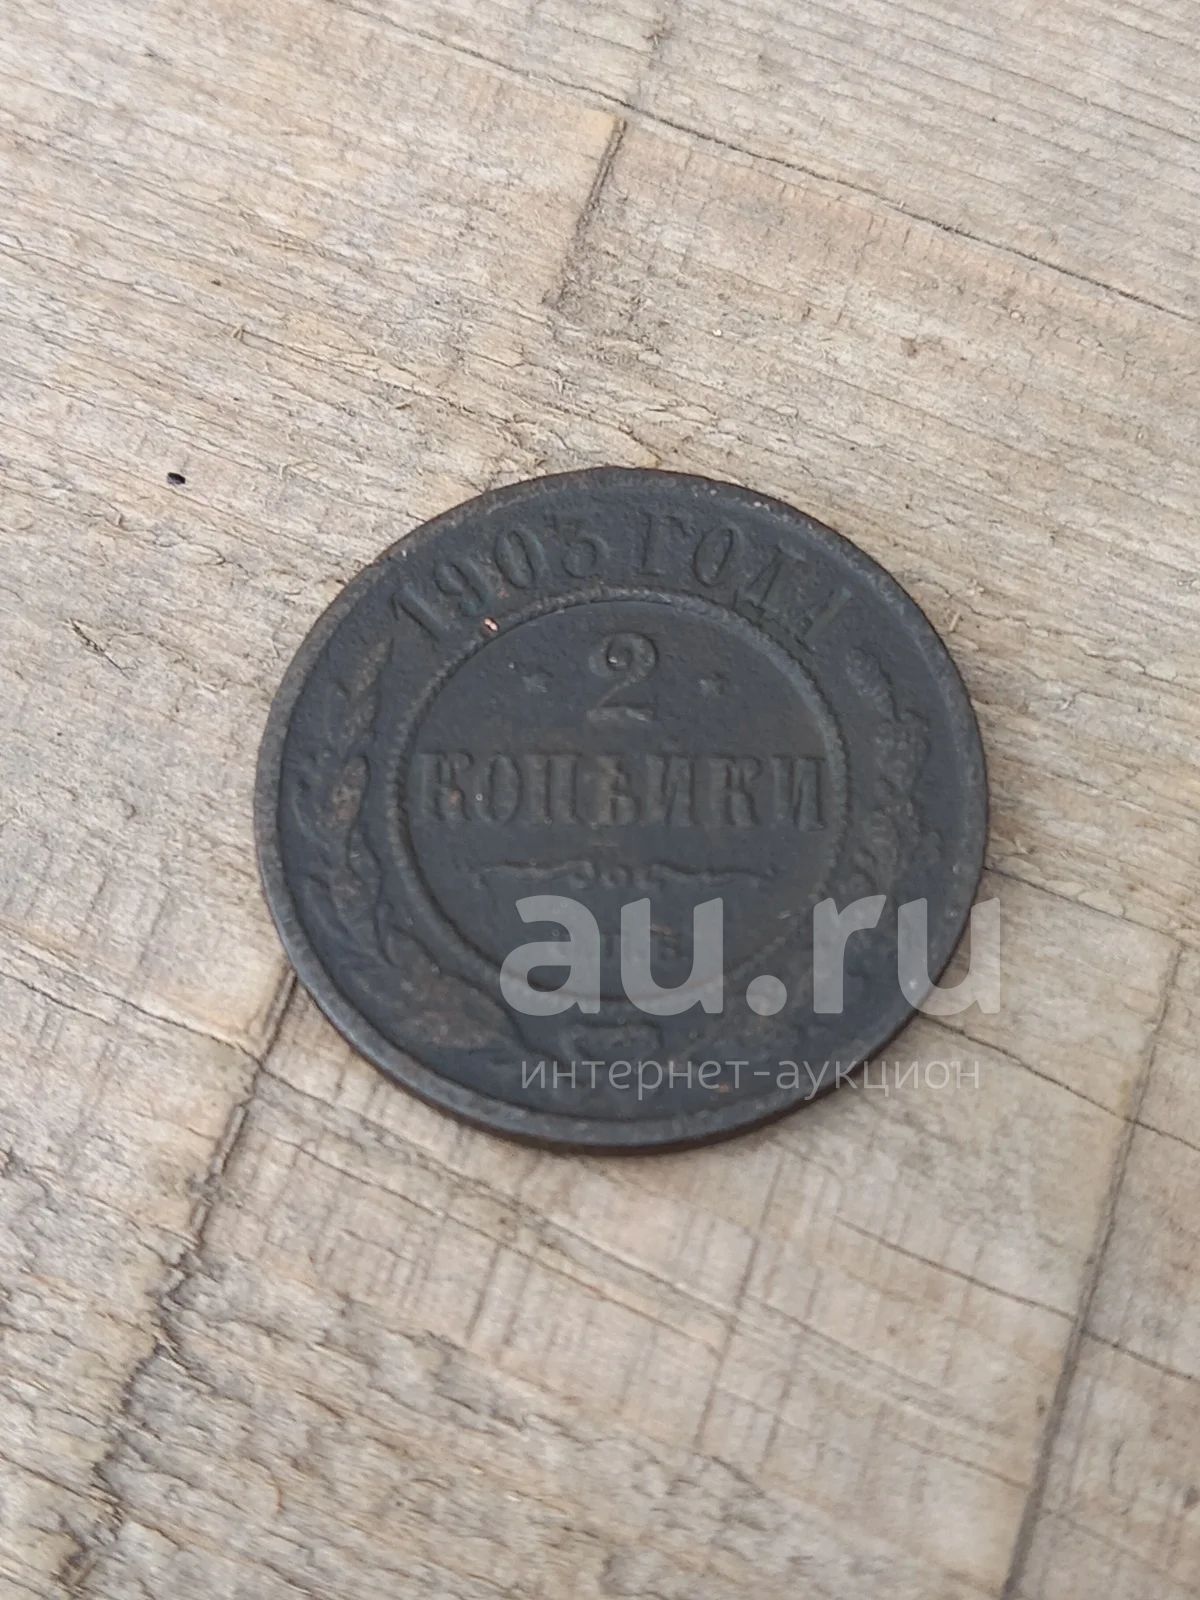 1903 ГОДА
2
КОПѢЙКИ
au.ru
интернет-аукцион